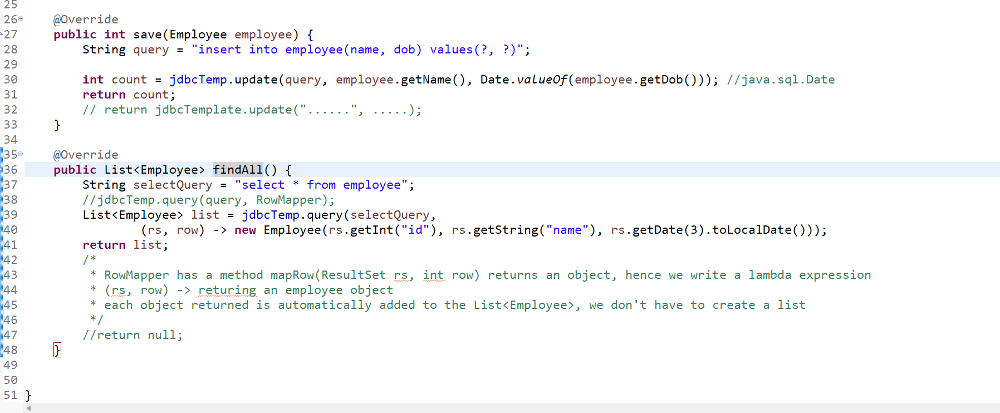 25
26 @Override
27 public int save(Employee employee) {
28 String query = "insert into employee(name, dob) values(?, ?)";
29
30 int count = jdbcTemp.update(query, employee.getName(), Date.valueOf(employee.getDob())); //java.sql.Date
31 return count;
32 // return jdbcTemplate.update("......", .....);
33 }
34
35 @Override
36 public List<Employee> findAll() {
37 String selectQuery = "select * from employee";
38 //jdbcTemp.query(query, RowMapper);
39 List<Employee> list = jdbcTemp.query(selectQuery,
40 (rs, row) -> new Employee(rs.getInt("id"), rs.getString("name"), rs.getDate(3).toLocalDate()));
41 return list;
42 /*
43 * RowMapper has a method mapRow(ResultSet rs, int row) returns an object, hence we write a lambda expression
44 * (rs, row) -> returing an employee object
45 * each object returned is automatically added to the List<Employee>, we don't have to create a list
46 */
47 //return null;
48 }
49
50
51 }